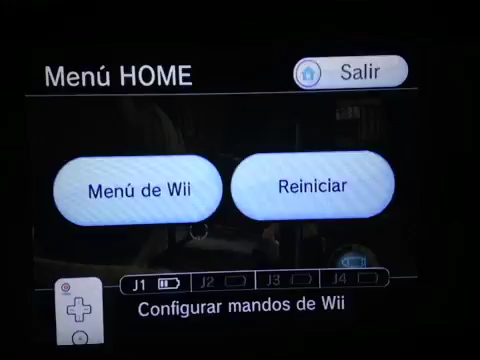 Menú HOME
Salir
Menú de Wii
Reiniciar
J1 J2 J3 J4
Configurar mandos de Wii